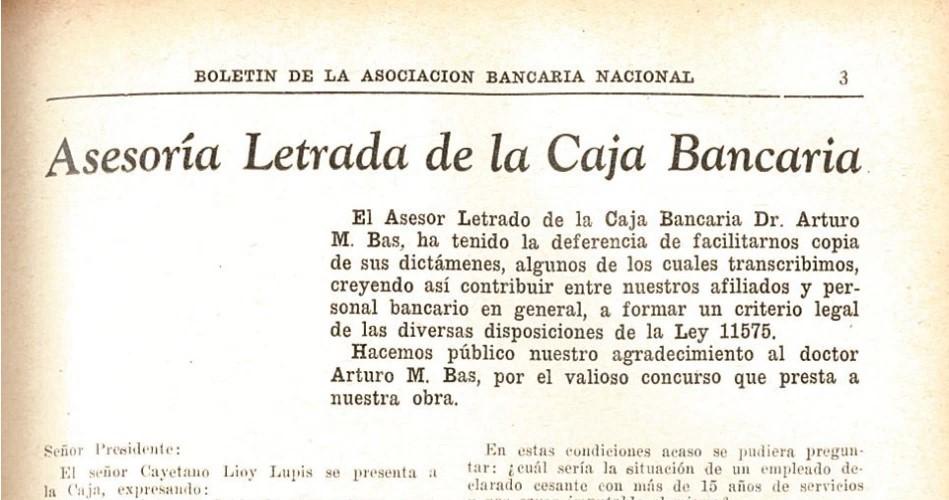 BOLETIN DE LA ASOCIACION BANCARIA NACIONAL 3
Asesoría Letrada de la Caja Bancaria
El Asesor Letrado de la Caja Bancaria Dr. Arturo
M. Bas, ha tenido la deferencia de facilitarnos copia
de sus dictámenes, algunos de los cuales transcribimos,
creyendo así contribuir entre nuestros afiliados y per-
sonal bancario en general, a formar un criterio legal
de las diversas disposiciones de la Ley 11575.
Hacemos público nuestro agradecimiento al doctor
Arturo M. Bas, por el valioso concurso que presta a
nuestra obra.
Señor Presidente:
El señor Cayetano Lioy Lupis se presenta a
la Caja, expresando:
En estas condiciones acaso se pudiera pregun-
tar: ¿cuál sería la situación de un empleado de-
clarado cesante con más de 15 años de servicios